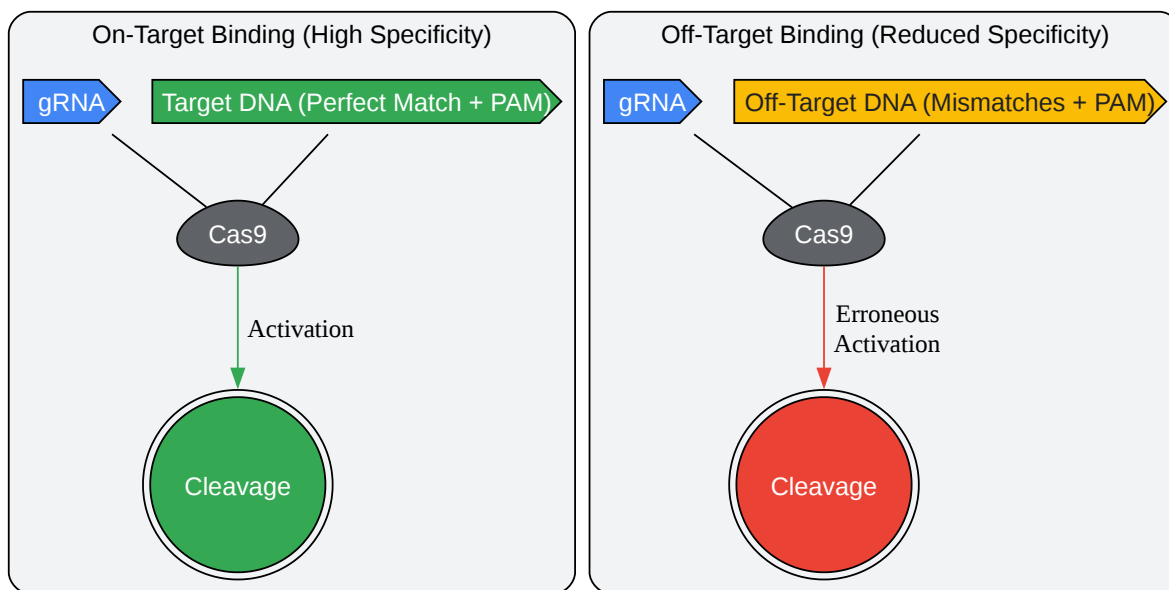 On-Target Binding (High Specificity)
gRNA
Target DNA (Perfect Match + PAM)
Cas9
Activation
Cleavage
Off-Target Binding (Reduced Specificity)
gRNA
Off-Target DNA (Mismatches + PAM)
Cas9
Erroneous
Activation
Cleavage